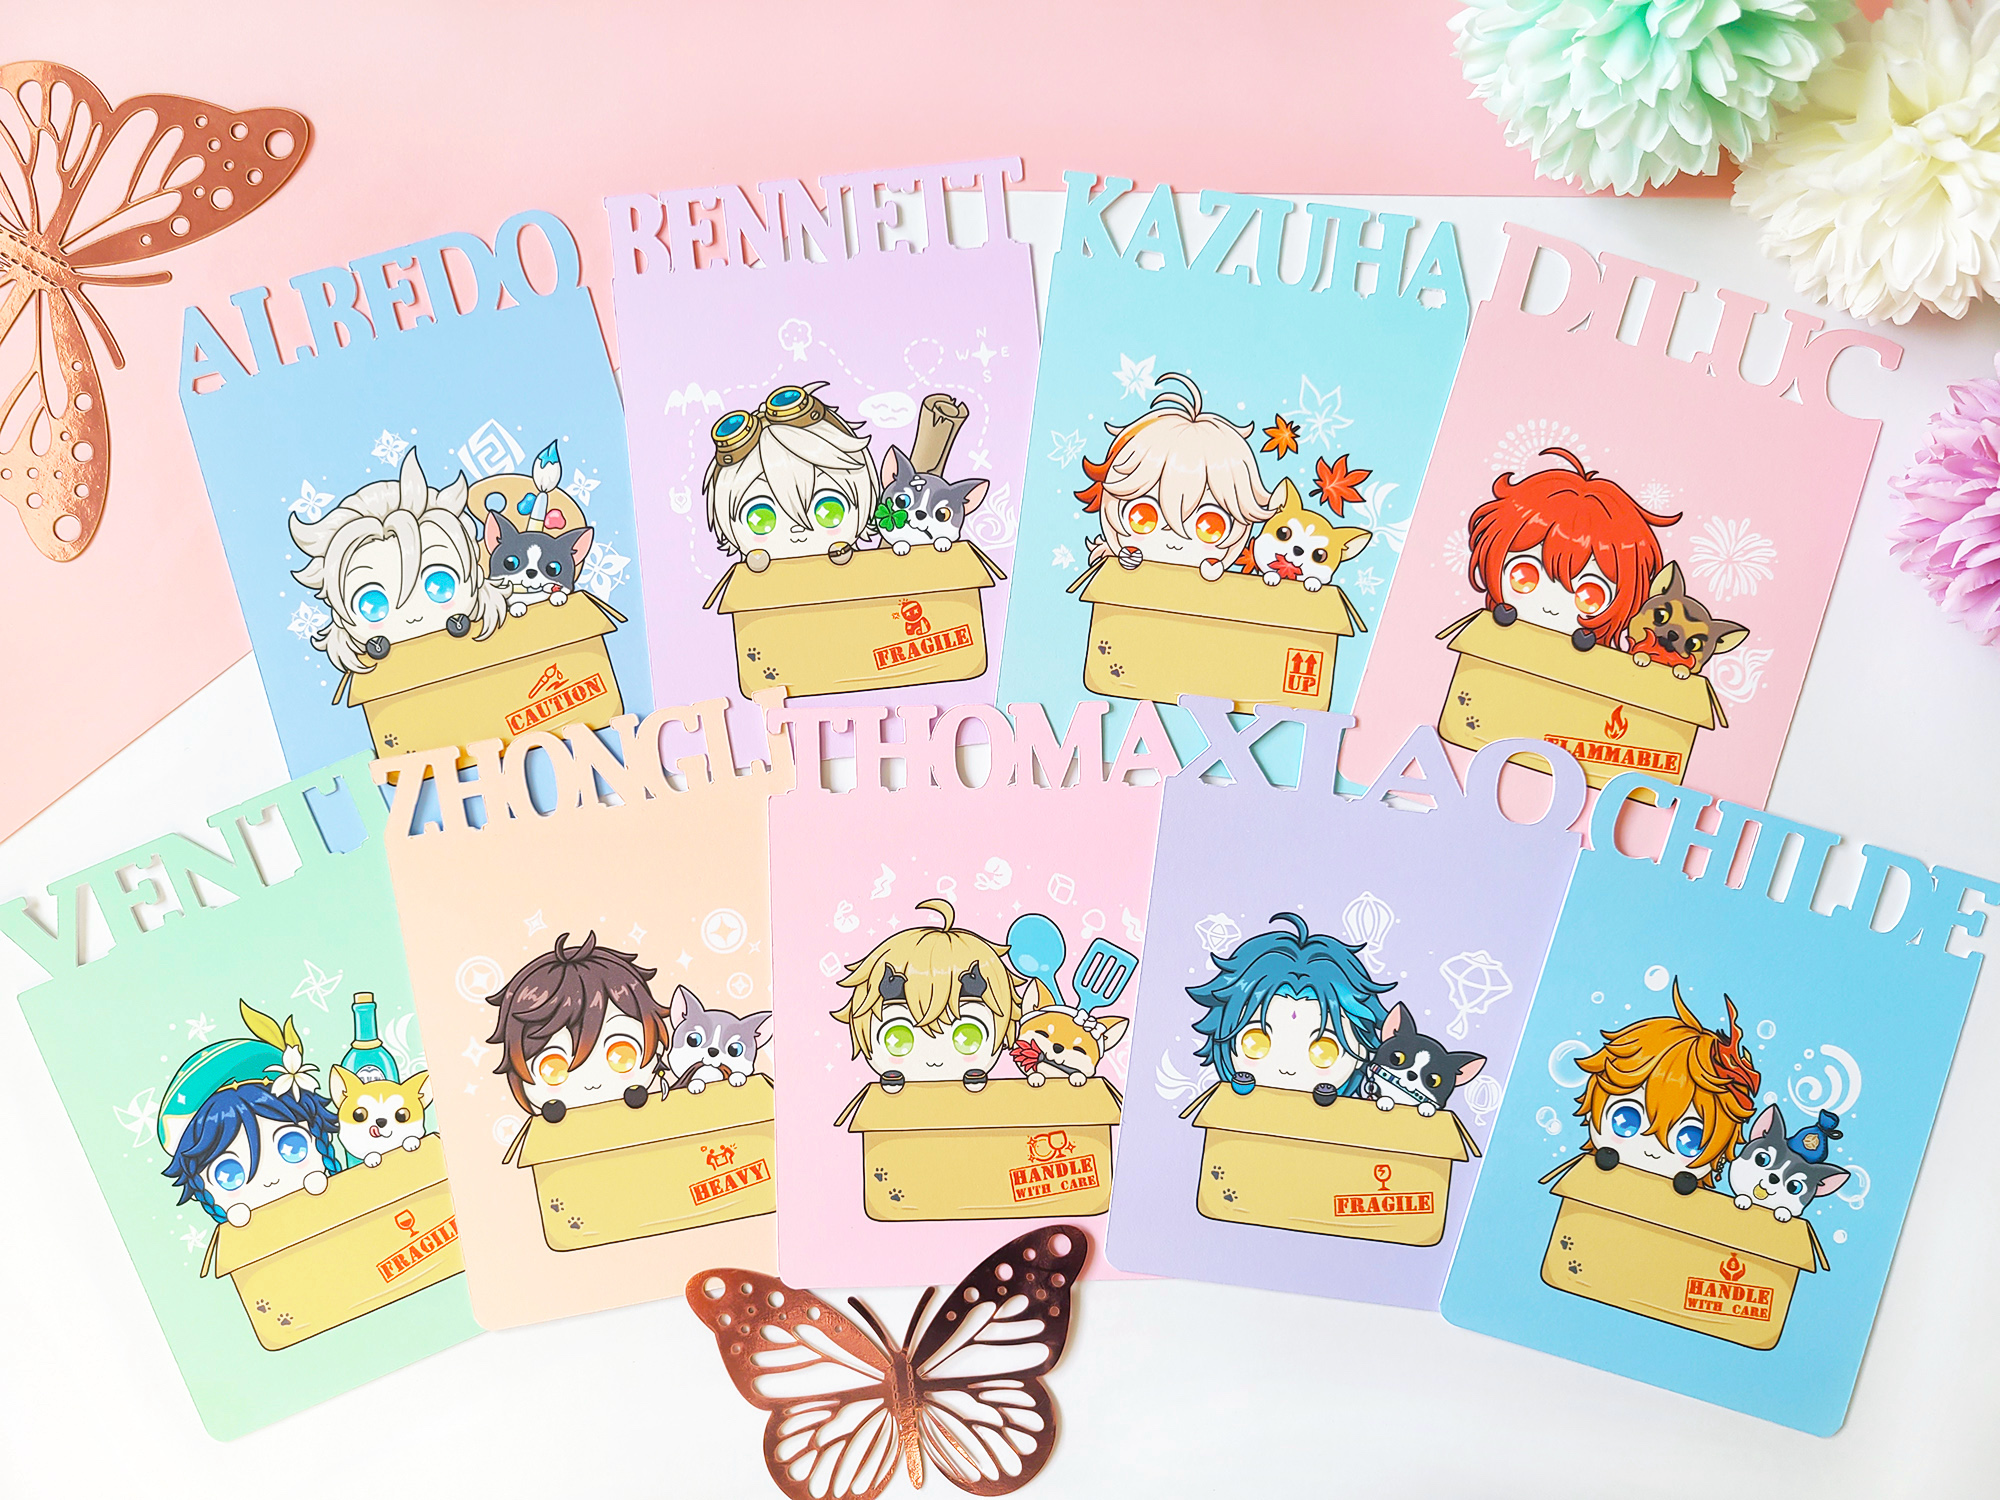 ALBEDO
BENNETT
KAZUHA
DILUC
N
W E
S
CAUTION
FRAGILE
UP
FLAMMABLE
VENTI
ZHONGLI
THOMA
XIAO
CHILDE
FRAGIL
HEAVY
HANDLE
WITH CARE
FRAGILE
HANDLE
WITH CARE